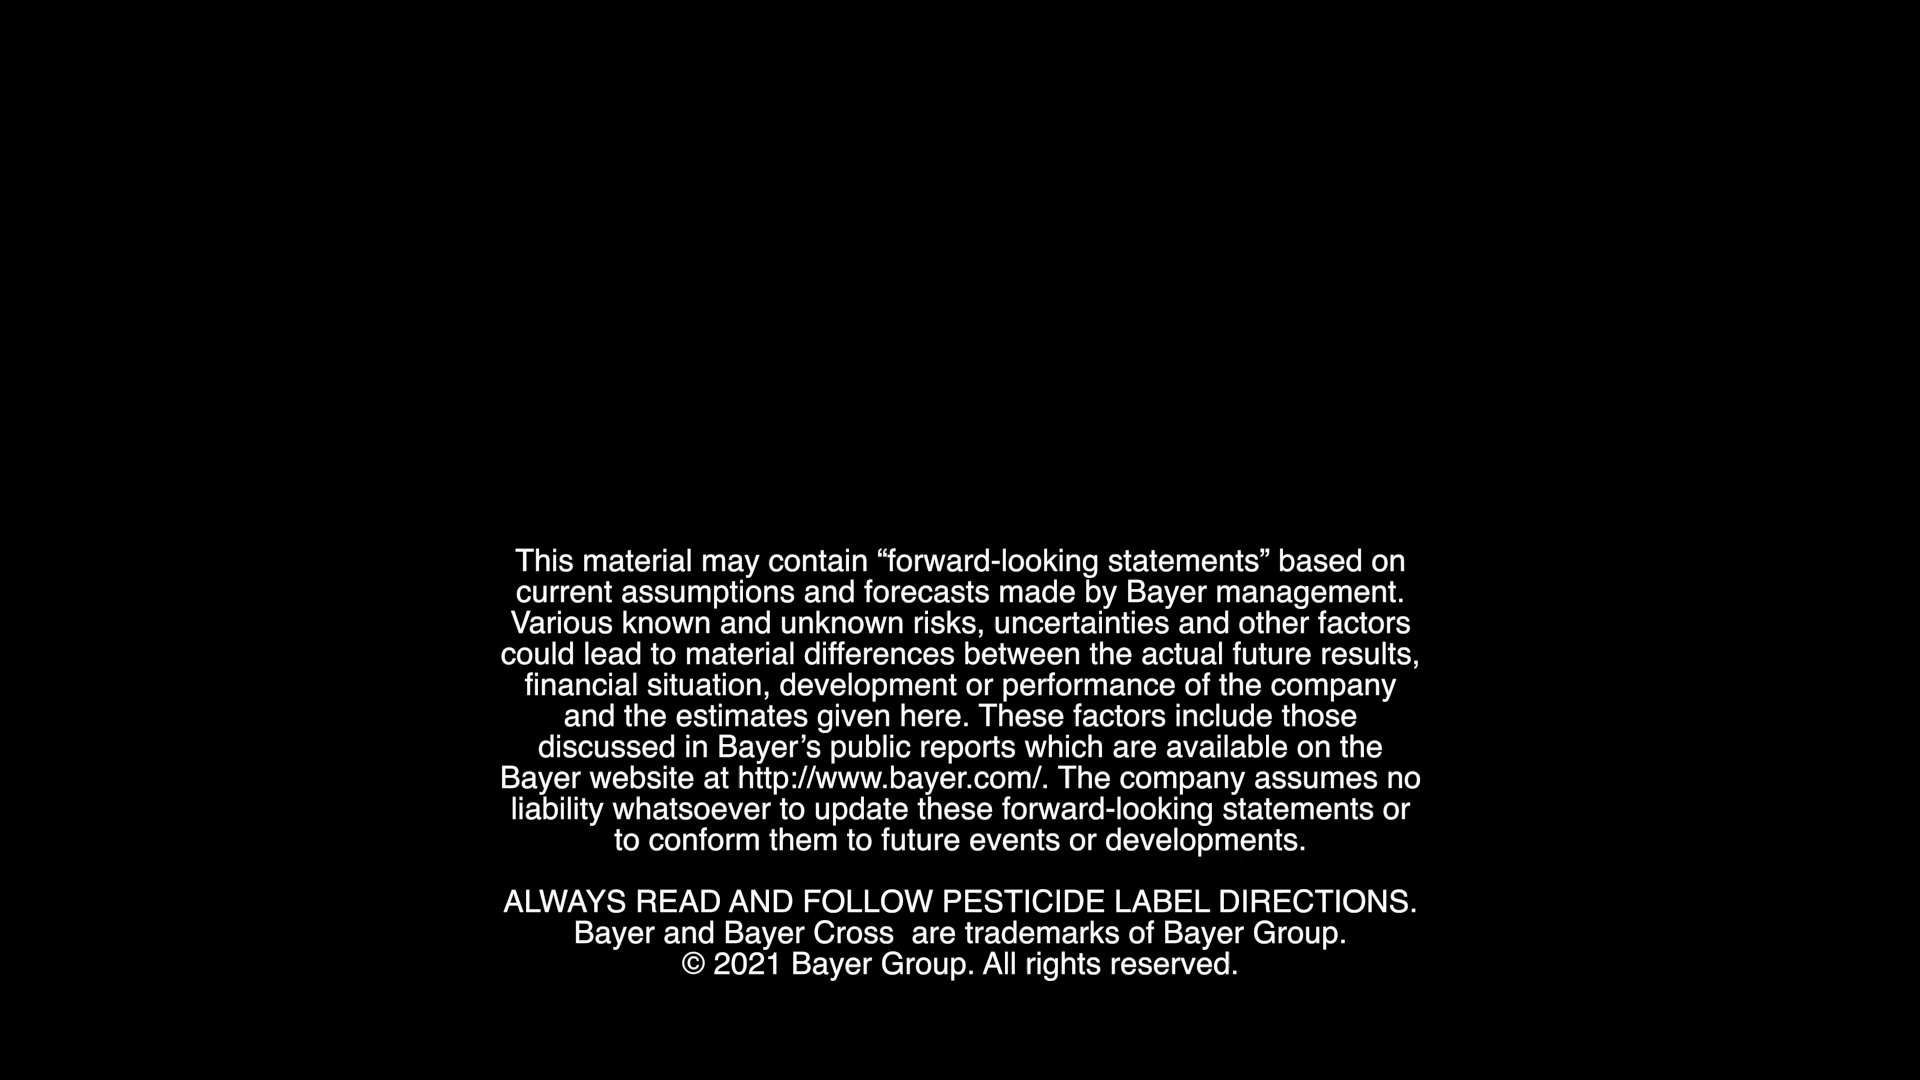 This material may contain “forward-looking statements” based on
current assumptions and forecasts made by Bayer management.
Various known and unknown risks, uncertainties and other factors
could lead to material differences between the actual future results,
financial situation, development or performance of the company
and the estimates given here. These factors include those
discussed in Bayer’s public reports which are available on the
Bayer website at http://www.bayer.com/. The company assumes no
liability whatsoever to update these forward-looking statements or
to conform them to future events or developments.
ALWAYS READ AND FOLLOW PESTICIDE LABEL DIRECTIONS.
Bayer and Bayer Cross  are trademarks of Bayer Group.
© 2021 Bayer Group. All rights reserved.